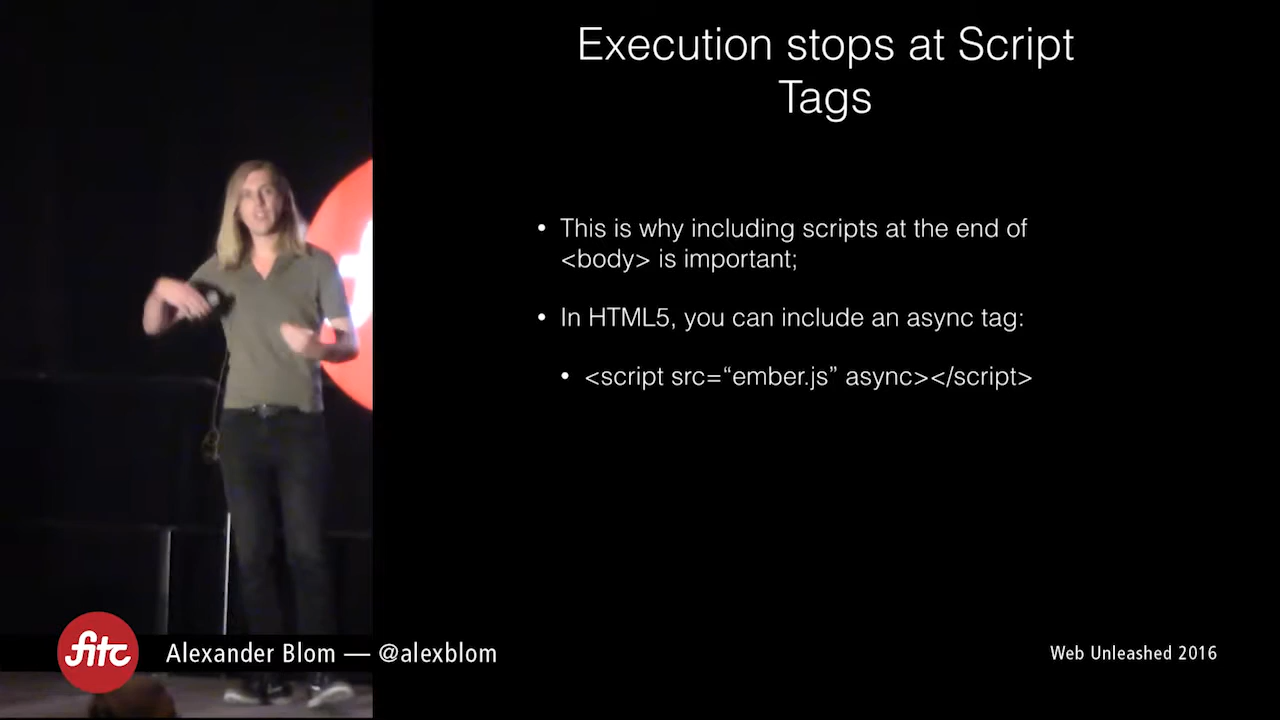 Execution stops at Script
Tags
• This is why including scripts at the end of
<body> is important;
• In HTML5, you can include an async tag:
• <script src=“ember.js” async></script>
fitc
Alexander Blom — @alexblom
Web Unleashed 2016